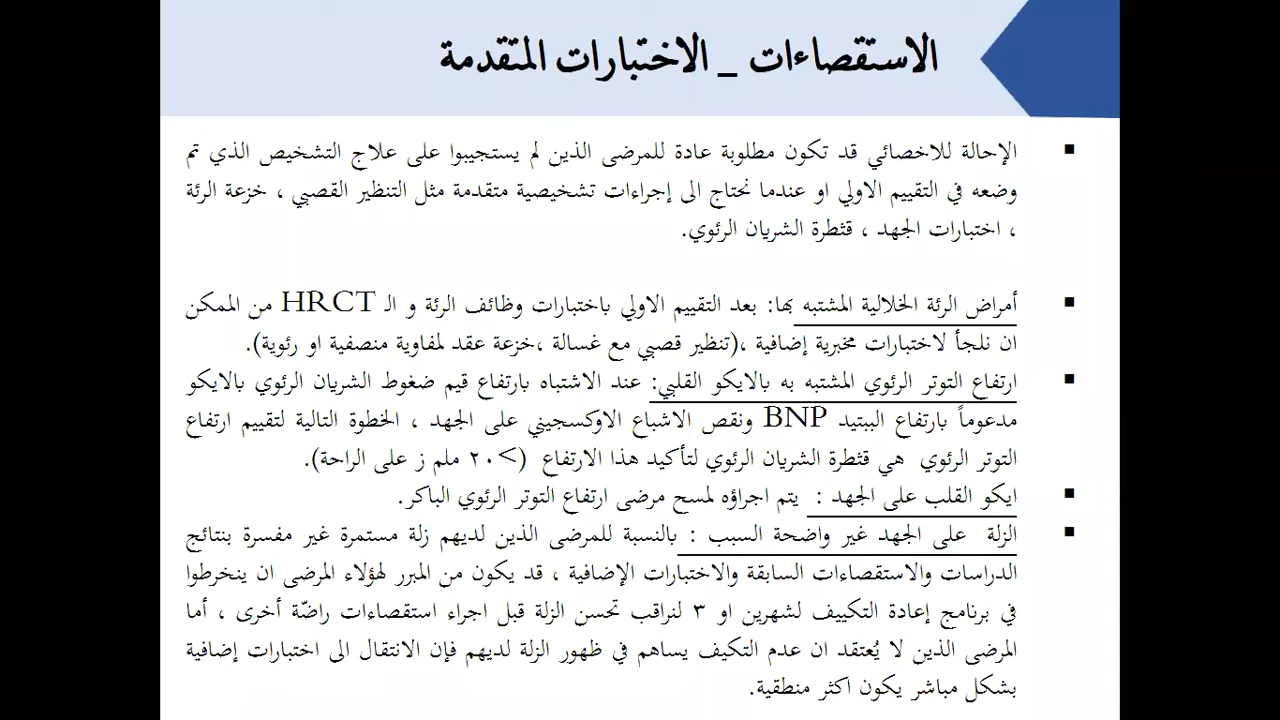 الاستقصاءات _ الاختبارات المتقدمة
▪ الإحالة للاخصائي قد تكون مطلوبة عادة للمرضى الذين لم يستجيبوا على علاج التشخيص الذي تم
وضعه في التقييم الاولي او عندما نحتاج الى إجراءات تشخيصية متقدمة مثل التنظير القصبي ، خزعة الرئة
، اختبارات الجهد ، قثطرة الشريان الرئوي.
▪ أمراض الرئة الخلالية المشتبه بها: بعد التقييم الاولي باختبارات وظائف الرئة و الـ HRCT من الممكن
ان نلجأ لاختبارات مخبرية إضافية ،(تنظير قصبي مع غسالة ،خزعة عقد لمفاوية منصفية او رئوية).
▪ ارتفاع التوتر الرئوي المشتبه به بالايكو القلبي: عند الاشتباه بارتفاع قيم ضغوط الشريان الرئوي بالايكو
مدعوماً بارتفاع الببتيد BNP ونقص الاشباع الاوكسجيني على الجهد ، الخطوة التالية لتقييم ارتفاع
التوتر الرئوي هي قثطرة الشريان الرئوي لتأكيد هذا الارتفاع (>٢٠ ملم ز على الراحة).
▪ ايكو القلب على الجهد : يتم اجراؤه لمسح مرضى ارتفاع التوتر الرئوي الباكر.
▪ الزلة على الجهد غير واضحة السبب : بالنسبة للمرضى الذين لديهم زلة مستمرة غير مفسرة بنتائج
الدراسات والاستقصاءات السابقة والاختبارات الإضافية ، قد يكون من المبرر لهؤلاء المرضى ان ينخرطوا
في برنامج إعادة التكييف لشهرين او ٣ لنراقب تحسن الزلة قبل اجراء استقصاءات راضّة أخرى ، أما
المرضى الذين لا يُعتقد ان عدم التكيف يساهم في ظهور الزلة لديهم فإن الانتقال الى اختبارات إضافية
بشكل مباشر يكون اكثر منطقية.